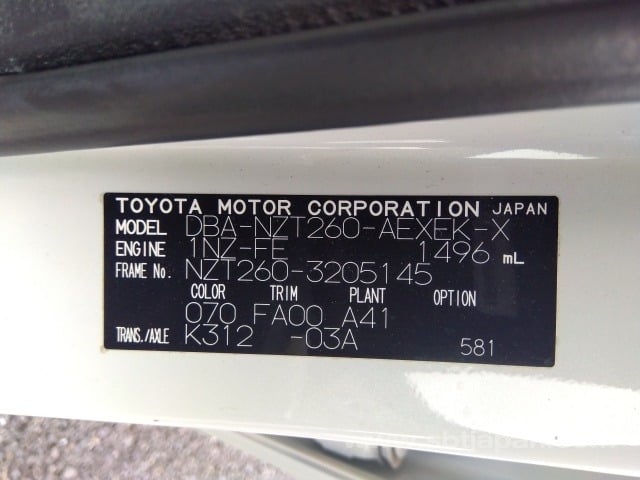 TOYOTA MOTOR CORPORATION JAPAN
MODEL DBA-NZT260-AEXEK-X
ENGINE 1NZ-FE 1496 mL
FRAME No. NZT260-3205145
COLOR TRIM PLANT OPTION
070 FA00 A41
TRANS./AXLE K312 -03A 581